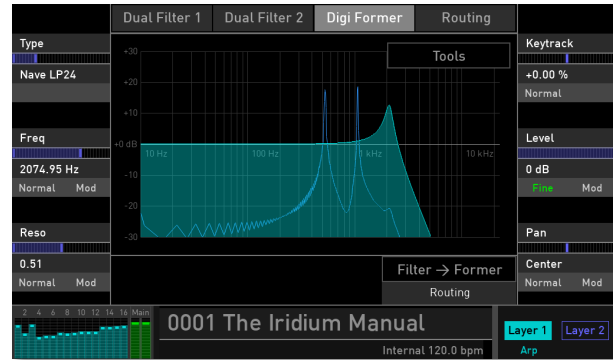 Dual Filter 1 Dual Filter 2 Digi Former Routing
Type
Nave LP24
Freq
2074.95 Hz
Normal Mod
Reso
0.51
Normal Mod
+30
+20
+10
+0 dB
-10
-20
-30
10 Hz 100 Hz 1 kHz 10 kHz
Tools
Keytrack
+0.00 %
Normal
Level
0 dB
Fine Mod
Pan
Center
Normal Mod
Filter → Former
Routing
2 4 6 8 10 12 14 16 Main
0001 The Iridium Manual
Internal 120.0 bpm
Layer 1 Layer 2
Arp